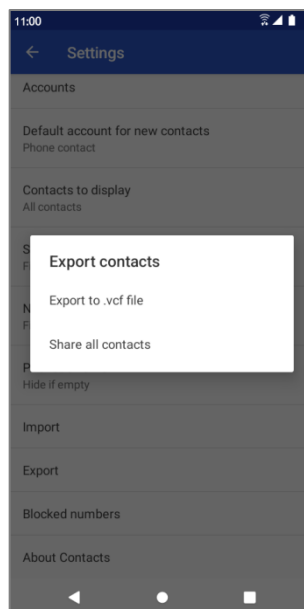 11:00
Settings
Accounts
Default account for new contacts
Phone contact
Contacts to display
All contacts
S
F
Export contacts
Export to .vcf file
N
F
Share all contacts
P
Hide if empty
Import
Export
Blocked numbers
About Contacts